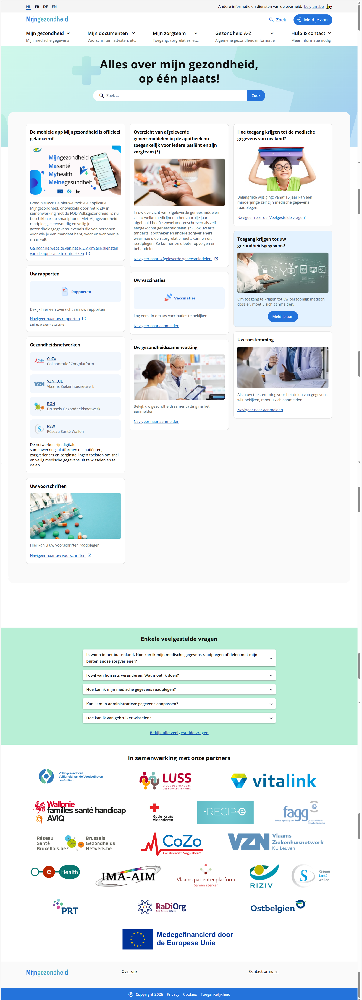 NL FR DE EN
Andere informatie en diensten van de overheid: belgium.be .be
Mijngezondheid
Zoek
Meld je aan
Mijn gezondheid
Mijn medische gegevens
Mijn documenten
Voorschriften, attesten, etc.
Mijn zorgteam
Toegang, zorgrelaties, etc.
Gezondheid A-Z
Algemene gezondheidsinformatie
Hulp & contact
Meer informatie nodig
Alles over mijn gezondheid,
op één plaats!
Zoek ...
Zoek
De mobiele app Mijngezondheid is officieel
gelanceerd!
Mijngezondheid
Masanté
Myhealth
Meinegesundheit
.be
Goed nieuws! De nieuwe mobiele applicatie
Mijngezondheid, ontwikkeld door het RIZIV in
samenwerking met de FOD Volksgezondheid, is nu
beschikbaar op smartphone. Met Mijngezondheid
raadpleeg je eenvoudig en veilig je
gezondheidsgegevens, evenals die van personen
voor wie je een mandaat hebt, waar en wanneer je
maar wilt.
Ga naar de website van het RIZIV om alle diensten
van de applicatie te ontdekken
Uw rapporten
Rapporten
Bekijk hier een overzicht van uw rapporten
Navigeer naar uw rapporten
Link naar externe website
Gezondheidsnetwerken
CoZo
CoZo
Collaboratief Zorgplatform
VZN
VZN KUL
Vlaams Ziekenhuisnetwerk
BGN
Brussels Gezondheidsnetwerk
S
RSW
Réseau Santé Wallon
De netwerken zijn digitale
samenwerkingsplatformen die patiënten,
zorgverleners en zorginstellingen toelaten om snel
en veilig medische gegevens uit te wisselen en te
delen
Uw voorschriften
Hier kan u uw voorschriften raadplegen.
Navigeer naar uw voorschriften
Overzicht van afgeleverde
geneesmiddelen bij de apotheek nu
toegankelijk voor iedere patiënt en zijn
zorgteam (*)
In uw overzicht van afgeleverde geneesmiddelen
ziet u welke medicijnen u het voorbije jaar
afgehaald heeft : zowel voorgeschreven als zelf
aangekochte geneesmiddelen. (*) Ook uw arts,
tandarts, apotheker en andere zorgverleners
waarmee u een zorgrelatie heeft, kunnen dit
raadplegen. Zo kunnen ze u beter opvolgen en
behandelen.
Navigeer naar 'Afgeleverde geneesmiddelen'
Uw vaccinaties
Vaccinaties
Log eerst in om uw vaccinaties te bekijken
Navigeer naar aanmelden
Uw gezondheidssamenvatting
Bekijk uw gezondheidssamenvatting na het
aanmelden.
Navigeer naar aanmelden
Hoe toegang krijgen tot de medische
gegevens van uw kind?
Belangrijke wijziging: vanaf 16 jaar kan een
minderjarige zelf zijn medische gegevens
raadplegen.
Navigeer naar de 'Veelgestelde vragen'
Toegang krijgen tot uw
gezondheidsgegevens?
Om toegang te krijgen tot uw persoonlijk medisch
dossier, moet u zich aanmelden.
Meld je aan
Uw toestemming
Als u uw toestemming voor het delen van gegevens
wilt bekijken, moet u zich aanmelden.
Navigeer naar aanmelden
Enkele veelgestelde vragen
Ik woon in het buitenland. Hoe kan ik mijn medische gegevens raadplegen of delen met mijn
buitenlandse zorgverlener?
Ik wil van huisarts veranderen. Wat moet ik doen?
Hoe kan ik mijn medische gegevens raadplegen?
Kan ik mijn administratieve gegevens aanpassen?
Hoe kan ik van gebruiker wisselen?
Bekijk alle veelgestelde vragen
In samenwerking met onze partners
Volksgezondheid
Veiligheid van de Voedselketen
Leefmilieu
LUSS
LIGUE DES USAGERS
DES SERVICES DE SANTÉ
vitalink
Wallonie
familles santé handicap
AVIQ
Rode Kruis
Vlaanderen
RECIP-e
fagg
federaal agentschap voor geneesmiddelen en
gezondheidsproducten
Réseau
Santé
Bruxellois.be
Brussels
Gezondheids
Netwerk.be
CoZo
Collaboratief Zorgplatform
VZN
Vlaams
Ziekenhuisnetwerk
KU Leuven
e Health
IMA-AIM
Vlaams patiëntenplatform
Samen sterker
RIZIV
S
Réseau
Santé
Wallon
PRT
RaDiOrg
Rare Diseases Belgium
Ostbelgien
Medegefinancierd door
de Europese Unie
Mijngezondheid
Over ons
Contactformulier
© Copyright 2026 Privacy Cookies Toegankelijkheid